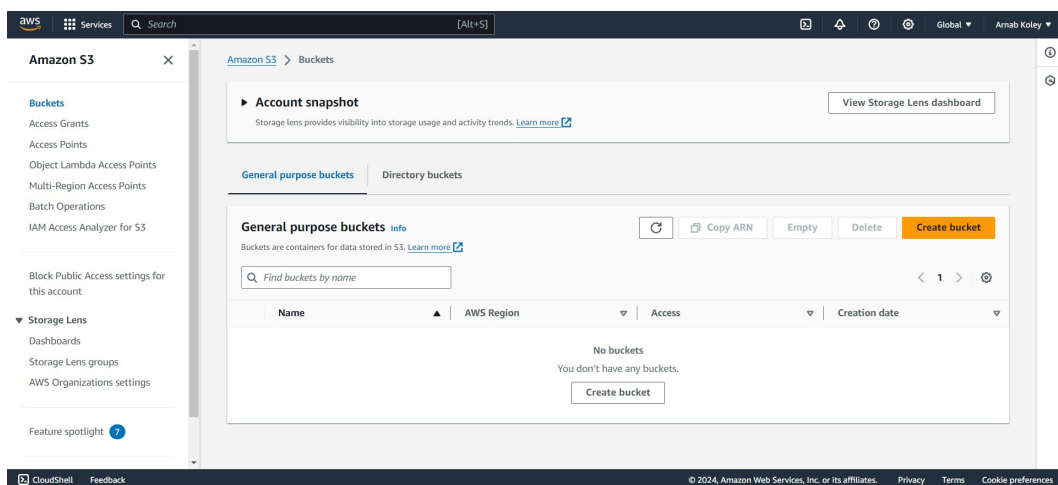 aws Services Search [Alt+S] Global Arnab Koley
Amazon S3
Buckets
Access Grants
Access Points
Object Lambda Access Points
Multi-Region Access Points
Batch Operations
IAM Access Analyzer for S3
Block Public Access settings for
this account
Storage Lens
Dashboards
Storage Lens groups
AWS Organizations settings
Feature spotlight 7
Amazon S3 > Buckets
Account snapshot View Storage Lens dashboard
Storage lens provides visibility into storage usage and activity trends. Learn more
General purpose buckets Directory buckets
General purpose buckets Info Copy ARN Empty Delete Create bucket
Buckets are containers for data stored in S3. Learn more
Find buckets by name 1
Name AWS Region Access Creation date
No buckets
You don't have any buckets.
Create bucket
CloudShell Feedback © 2024, Amazon Web Services, Inc. or its affiliates. Privacy Terms Cookie preferences